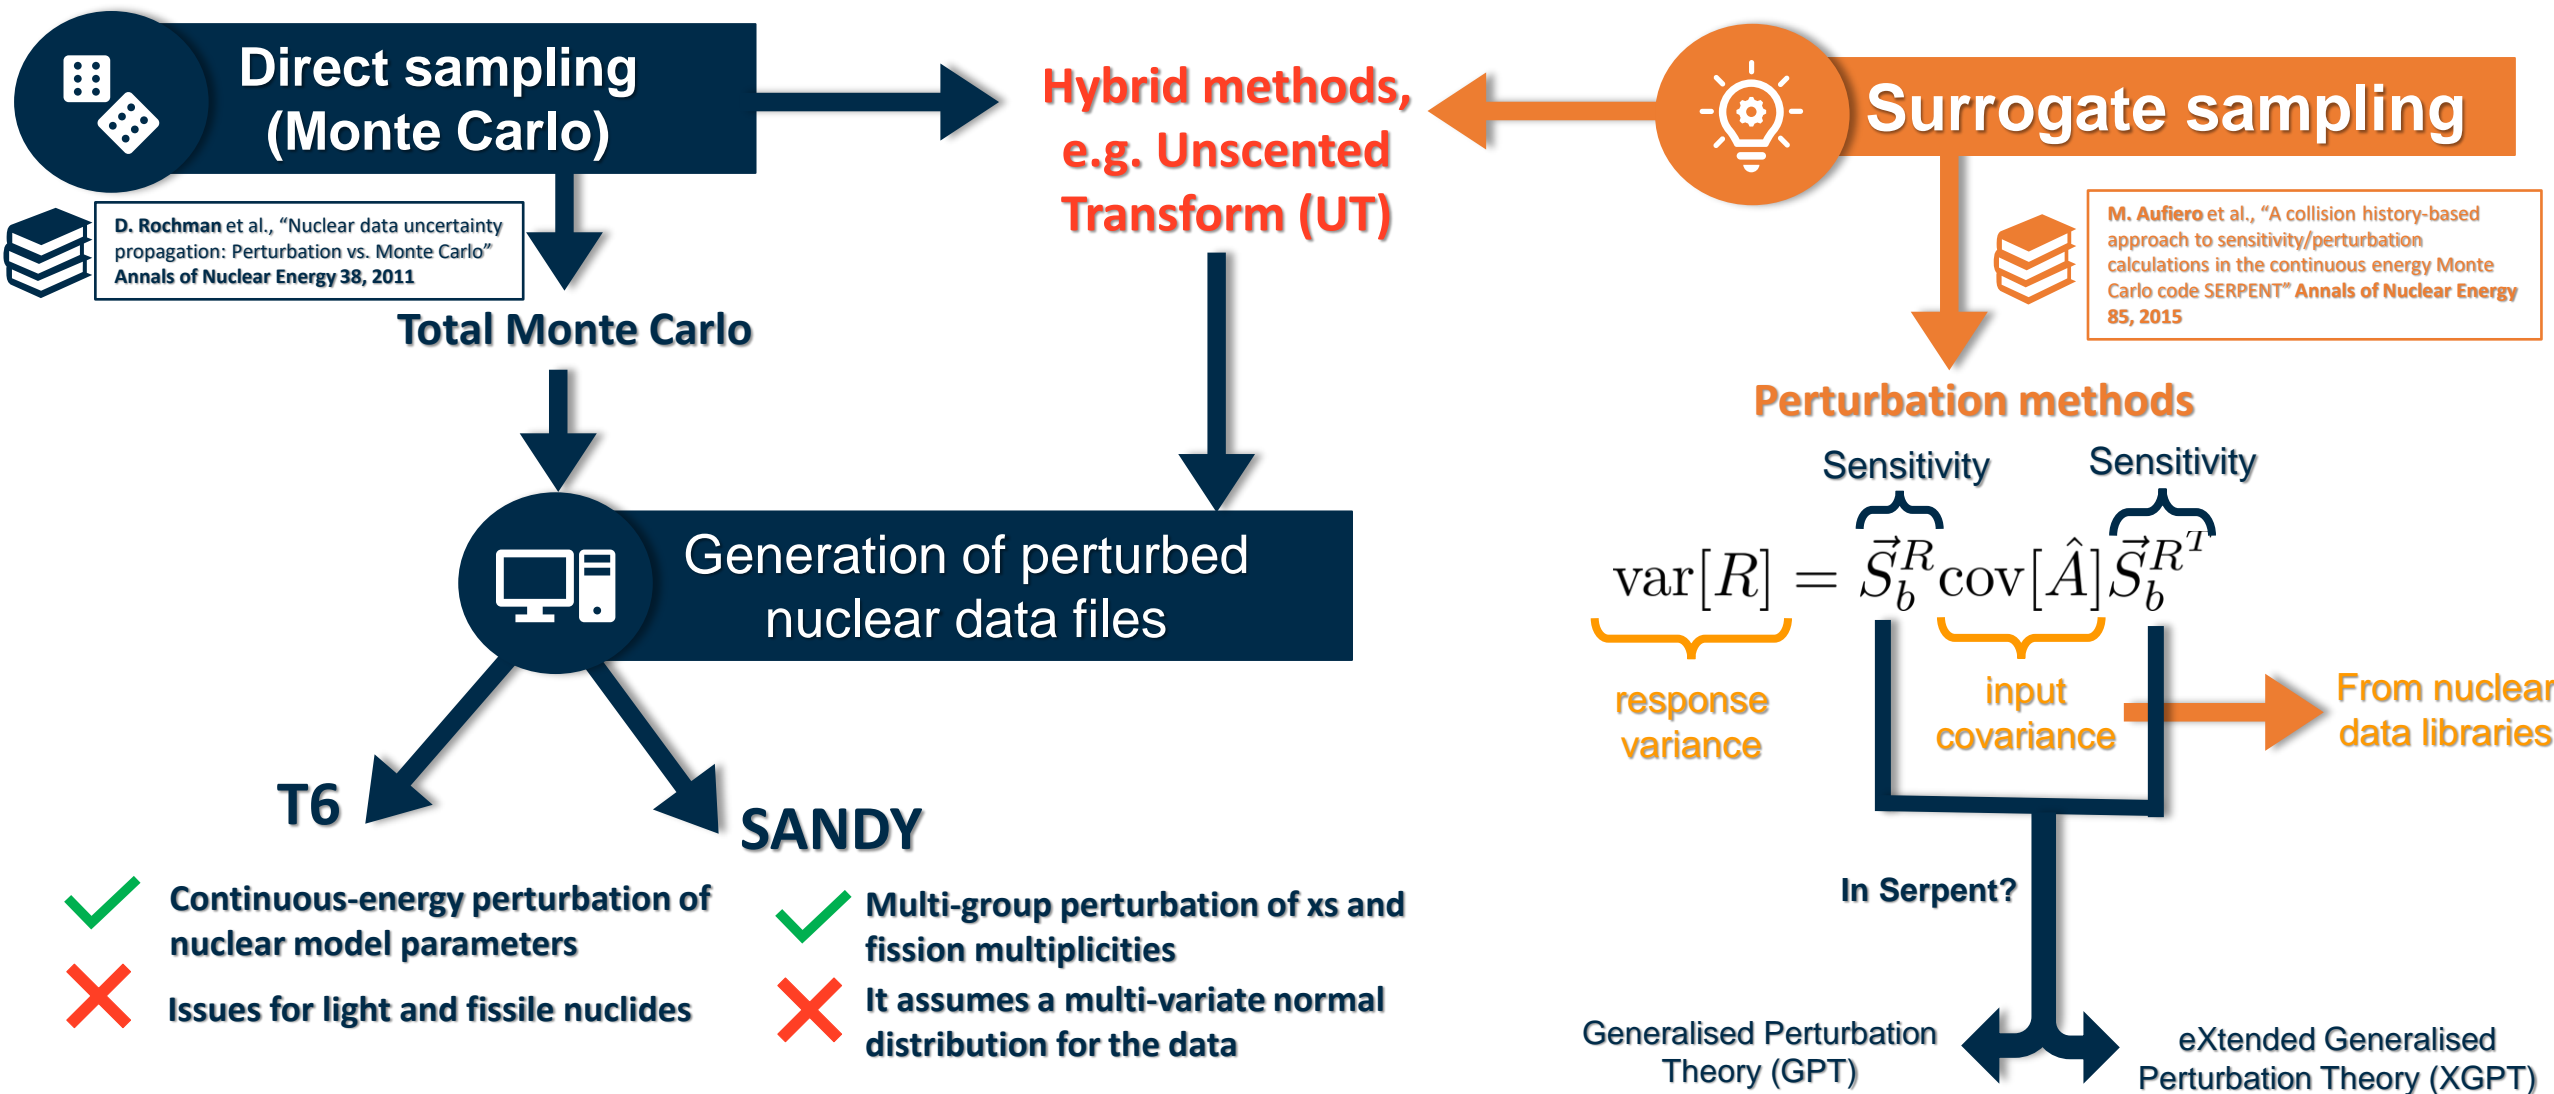 Direct sampling
(Monte Carlo)
D. Rochman et al., “Nuclear data uncertainty
propagation: Perturbation vs. Monte Carlo”
Annals of Nuclear Energy 38, 2011
Total Monte Carlo
Hybrid methods,
e.g. Unscented
Transform (UT)
Surrogate sampling
M. Aufiero et al., “A collision history-based
approach to sensitivity/perturbation
calculations in the continuous energy Monte
Carlo code SERPENT” Annals of Nuclear Energy
85, 2015
Generation of perturbed
nuclear data files
T6
Continuous-energy perturbation of
nuclear model parameters
Issues for light and fissile nuclides
SANDY
Multi-group perturbation of xs and
fission multiplicities
It assumes a multi-variate normal
distribution for the data
Perturbation methods
Sensitivity
Sensitivity
$\mathrm{var}[R] = \vec{S}_b^R \mathrm{cov}[\hat{A}] \vec{S}_b^{R^T}$
response
variance
input
covariance
From nuclear
data libraries
In Serpent?
Generalised Perturbation
Theory (GPT)
eXtended Generalised
Perturbation Theory (XGPT)